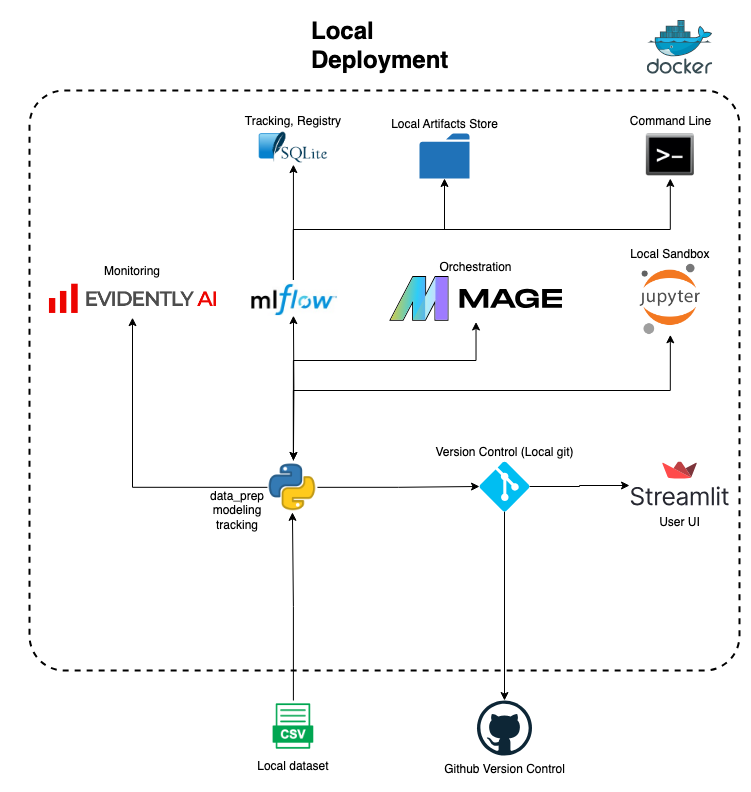 Local
Deployment
docker
Tracking, Registry
SQLite
Local Artifacts Store
Command Line
>-
Monitoring
EVIDENTLY AI
mlflow
Orchestration
MAGE
Local Sandbox
jupyter
data_prep
modeling
tracking
Version Control (Local git)
Streamlit
User UI
CSV
Local dataset
Github Version Control